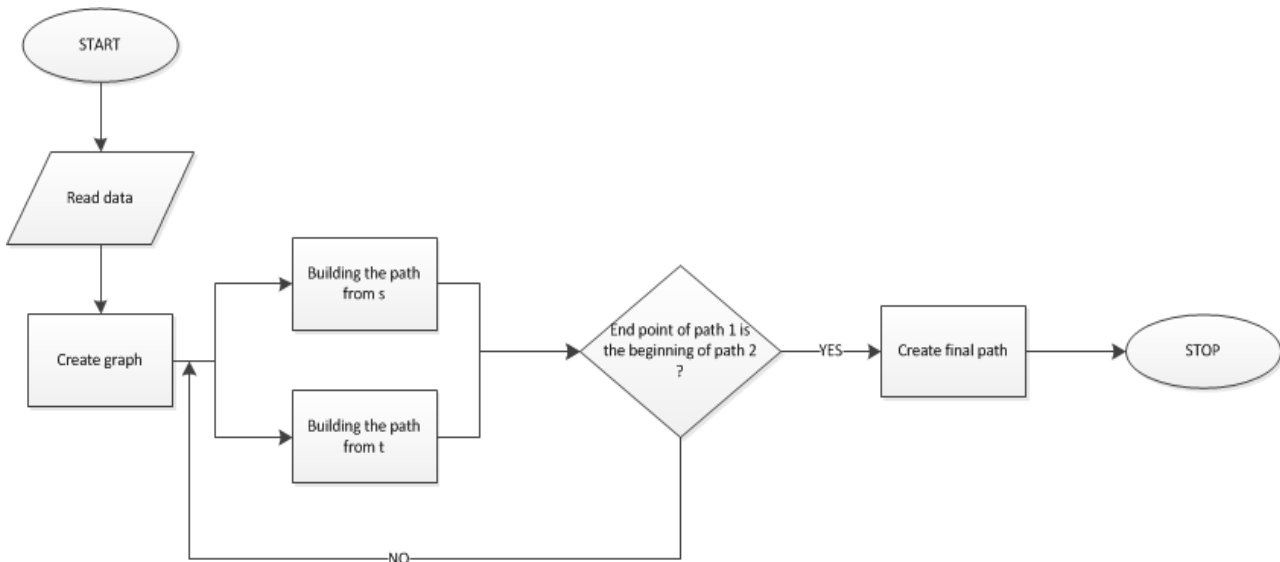 START
Read data
Create graph
Building the path
from s
Building the path
from t
End point of path 1 is
the beginning of path 2
?
YES
Create final path
STOP
NO